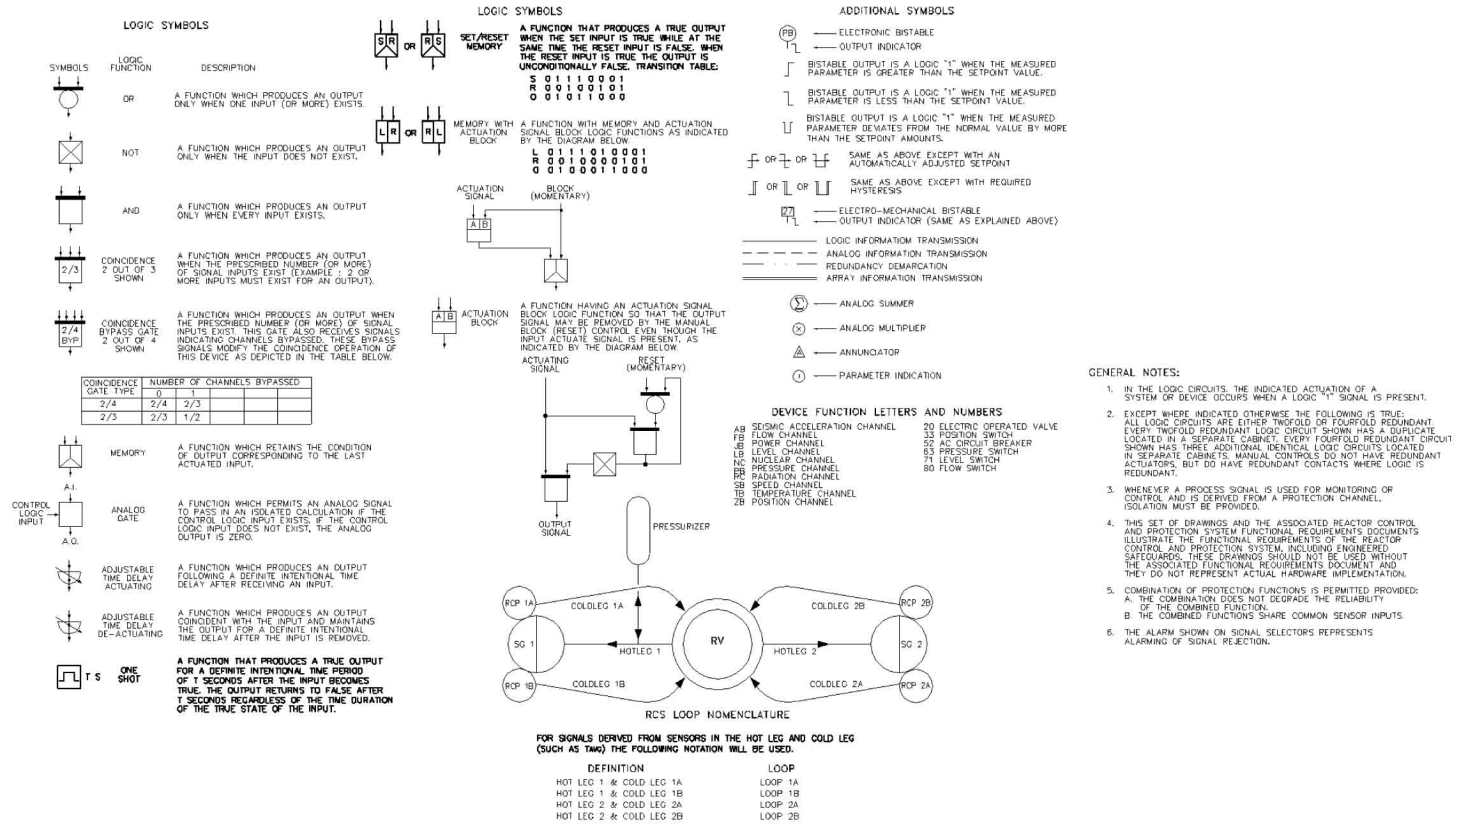 LOGIC SYMBOLS
SYMBOLS
LOGIC
FUNCTION
DESCRIPTION
OR
A FUNCTION WHICH PRODUCES AN OUTPUT
ONLY WHEN ONE INPUT (OR MORE) EXISTS.
NOT
A FUNCTION WHICH PRODUCES AN OUTPUT
ONLY WHEN THE INPUT DOES NOT EXIST.
AND
A FUNCTION WHICH PRODUCES AN OUTPUT
ONLY WHEN EVERY INPUT EXISTS.
2/3
COINCIDENCE
2 OUT OF 3
SHOWN
A FUNCTION WHICH PRODUCES AN OUTPUT
WHEN THE PRESCRIBED NUMBER (OR MORE)
OF SIGNAL INPUTS EXIST (EXAMPLE : 2 OR
MORE INPUTS MUST EXIST FOR AN OUTPUT).
2/4
BYP
COINCIDENCE
BYPASS GATE
2 OUT OF 4
SHOWN
A FUNCTION WHICH PRODUCES AN OUTPUT WHEN
THE PRESCRIBED NUMBER (OR MORE) OF SIGNAL
INPUTS EXIST. THIS GATE ALSO RECEIVES SIGNALS
INDICATING CHANNELS BYPASSED. THESE BYPASS
SIGNALS MODIFY THE COINCIDENCE OPERATION OF
THIS DEVICE AS DEPICTED IN THE TABLE BELOW.
COINCIDENCE
GATE TYPE
NUMBER OF CHANNELS BYPASSED
0 1
2/4 2/4 2/3
2/3 2/3 1/2
MEMORY
A FUNCTION WHICH RETAINS THE CONDITION
OF OUTPUT CORRESPONDING TO THE LAST
ACTUATED INPUT.
A.I.
CONTROL
LOGIC
INPUT
A.O.
ANALOG
GATE
A FUNCTION WHICH PERMITS AN ANALOG SIGNAL
TO PASS IN AN ISOLATED CALCULATION IF THE
CONTROL LOGIC INPUT EXISTS. IF THE CONTROL
LOGIC INPUT DOES NOT EXIST, THE ANALOG
OUTPUT IS ZERO.
ADJUSTABLE
TIME DELAY
ACTUATING
A FUNCTION WHICH PRODUCES AN OUTPUT
FOLLOWING A DEFINITE INTENTIONAL TIME
DELAY AFTER RECEIVING AN INPUT.
ADJUSTABLE
TIME DELAY
DE-ACTUATING
A FUNCTION WHICH PRODUCES AN OUTPUT
COINCIDENT WITH THE INPUT AND MAINTAINS
THE OUTPUT FOR A DEFINITE INTENTIONAL
TIME DELAY AFTER THE INPUT IS REMOVED.
T S
ONE
SHOT
A FUNCTION THAT PRODUCES A TRUE OUTPUT
FOR A DEFINITE INTENTIONAL TIME PERIOD
OF T SECONDS AFTER THE INPUT BECOMES
TRUE. THE OUTPUT RETURNS TO FALSE AFTER
T SECONDS REGARDLESS OF THE TIME DURATION
OF THE TRUE STATE OF THE INPUT.
LOGIC SYMBOLS
S R OR R S
SET/RESET
MEMORY
A FUNCTION THAT PRODUCES A TRUE OUTPUT
WHEN THE SET INPUT IS TRUE WHILE AT THE
SAME TIME THE RESET INPUT IS FALSE. WHEN
THE RESET INPUT IS TRUE THE OUTPUT IS
UNCONDITIONALLY FALSE. TRANSITION TABLE:
S 0 1 1 1 0 0 0 1
R 0 0 1 0 0 1 0 1
O 0 1 0 1 1 0 0 0
L R OR R L
MEMORY WITH
ACTUATION
BLOCK
A FUNCTION WITH MEMORY AND ACTUATION
SIGNAL BLOCK LOGIC FUNCTIONS AS INDICATED
BY THE DIAGRAM BELOW.
L 0 1 1 1 0 1 0 0 0 1
R 0 0 1 0 0 0 0 1 0 1
O 0 1 0 0 0 1 1 0 0 0
ACTUATION
SIGNAL
BLOCK
(MOMENTARY)
A B
A B
ACTUATION
BLOCK
A FUNCTION HAVING AN ACTUATION SIGNAL
BLOCK LOGIC FUNCTION SO THAT THE OUTPUT
SIGNAL MAY BE REMOVED BY THE MANUAL
BLOCK (RESET) CONTROL EVEN THOUGH THE
INPUT ACTUATE SIGNAL IS PRESENT, AS
INDICATED BY THE DIAGRAM BELOW.
ACTUATING
SIGNAL
RESET
(MOMENTARY)
OUTPUT
SIGNAL
PRESSURIZER
RCP 1A
COLDLEG 1A
COLDLEG 2B
RCP 2B
SG 1
HOTLEG 1
RV
HOTLEG 2
SG 2
RCP 1B
COLDLEG 1B
COLDLEG 2A
RCP 2A
RCS LOOP NOMENCLATURE
FOR SIGNALS DERIVED FROM SENSORS IN THE HOT LEG AND COLD LEG
(SUCH AS TAVG) THE FOLLOWING NOTATION WILL BE USED.
DEFINITION LOOP
HOT LEG 1 & COLD LEG 1A LOOP 1A
HOT LEG 1 & COLD LEG 1B LOOP 1B
HOT LEG 2 & COLD LEG 2A LOOP 2A
HOT LEG 2 & COLD LEG 2B LOOP 2B
ADDITIONAL SYMBOLS
PB
ELECTRONIC BISTABLE
OUTPUT INDICATOR
BISTABLE OUTPUT IS A LOGIC "1" WHEN THE MEASURED
PARAMETER IS GREATER THAN THE SETPOINT VALUE.
BISTABLE OUTPUT IS A LOGIC "1" WHEN THE MEASURED
PARAMETER IS LESS THAN THE SETPOINT VALUE.
BISTABLE OUTPUT IS A LOGIC "1" WHEN THE MEASURED
PARAMETER DEVIATES FROM THE NORMAL VALUE BY MORE
THAN THE SETPOINT AMOUNTS.
OR OR
SAME AS ABOVE EXCEPT WITH AN
AUTOMATICALLY ADJUSTED SETPOINT
OR OR
SAME AS ABOVE EXCEPT WITH REQUIRED
HYSTERESIS
27
ELECTRO-MECHANICAL BISTABLE
OUTPUT INDICATOR (SAME AS EXPLAINED ABOVE)
LOGIC INFORMATIOM TRANSMISSION
ANALOG INFORMATION TRANSMISSION
REDUNDANCY DEMARCATION
ARRAY INFORMATION TRANSMISSION
Σ
ANALOG SUMMER
X
ANALOG MULTIPLIER
A
ANNUNCIATOR
I
PARAMETER INDICATION
DEVICE FUNCTION LETTERS AND NUMBERS
AB SEISMIC ACCELERATION CHANNEL
FB FLOW CHANNEL
JB POWER CHANNEL
LB LEVEL CHANNEL
NC NUCLEAR CHANNEL
PB PRESSURE CHANNEL
RC RADIATION CHANNEL
SB SPEED CHANNEL
TB TEMPERATURE CHANNEL
ZB POSITION CHANNEL
20 ELECTRIC OPERATED VALVE
33 POSITION SWITCH
52 AC CIRCUIT BREAKER
63 PRESSURE SWITCH
71 LEVEL SWITCH
80 FLOW SWITCH
GENERAL NOTES:
1. IN THE LOGIC CIRCUITS, THE INDICATED ACTUATION OF A
SYSTEM OR DEVICE OCCURS WHEN A LOGIC "1" SIGNAL IS PRESENT.
2. EXCEPT WHERE INDICATED OTHERWISE THE FOLLOWING IS TRUE:
ALL LOGIC CIRCUITS ARE EITHER TWOFOLD OR FOURFOLD REDUNDANT.
EVERY TWOFOLD REDUNDANT LOGIC CIRCUIT SHOWN HAS A DUPLICATE
LOCATED IN A SEPARATE CABINET. EVERY FOURFOLD REDUNDANT CIRCUIT
SHOWN HAS THREE ADDITIONAL IDENTICAL LOGIC CIRCUITS LOCATED
IN SEPARATE CABINETS. MANUAL CONTROLS DO NOT HAVE REDUNDANT
ACTUATORS, BUT DO HAVE REDUNDANT CONTACTS WHERE LOGIC IS
REDUNDANT.
3. WHENEVER A PROCESS SIGNAL IS USED FOR MONITORING OR
CONTROL AND IS DERIVED FROM A PROTECTION CHANNEL,
ISOLATION MUST BE PROVIDED.
4. THIS SET OF DRAWINGS AND THE ASSOCIATED REACTOR CONTROL
AND PROTECTION SYSTEM FUNCTIONAL REQUIREMENTS DOCUMENTS
ILLUSTRATE THE FUNCTIONAL REQUIREMENTS OF THE REACTOR
CONTROL AND PROTECTION SYSTEM, INCLUDING ENGINEERED
SAFEGUARDS. THESE DRAWINGS SHOULD NOT BE USED WITHOUT
THE ASSOCIATED FUNCTIONAL REQUIREMENTS DOCUMENT AND
THEY DO NOT REPRESENT ACTUAL HARDWARE IMPLEMENTATION.
5. COMBINATION OF PROTECTION FUNCTIONS IS PERMITTED PROVIDED:
A. THE COMBINATION DOES NOT DEGRADE THE RELIABILITY
OF THE COMBINED FUNCTION.
B. THE COMBINED FUNCTIONS SHARE COMMON SENSOR INPUTS
6. THE ALARM SHOWN ON SIGNAL SELECTORS REPRESENTS
ALARMING OF SIGNAL REJECTION.